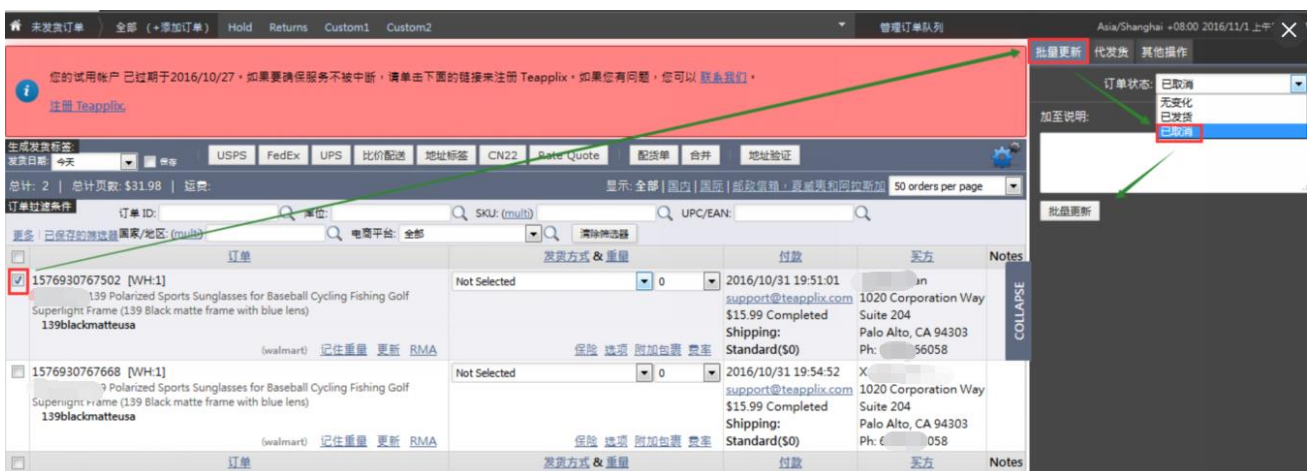 未发货订单 全部 (+添加订单) Hold Returns Custom1 Custom2 管理订单队列 Asia/Shanghai +08:00 2016/11/1 上午
批量更新 代发货 其他操作
您的试用帐户 已过期于2016/10/27。如果要确保服务不被中断，请单击下面的链接来注册 Teapplix。如果您有问题，您可以 联系我们。
注册 Teapplix.
订单状态: 已取消
无变化
已发货
已取消
加至说明:
批量更新
生成发货标签:
发货日期: 今天 保存 USPS FedEx UPS 比价配送 地址标签 CN22 Rate Quote 配货单 合并 地址验证
总计: 2 | 总计页数: $31.98 | 运费: 显示: 全部 | 国内 | 国际 | 邮政信箱，夏威夷和阿拉斯加 50 orders per page
订单过滤条件 订单 ID: 库位: SKU: (multi) UPC/EAN:
更多 | 已保存的筛选器 国家/地区: (multi) 电商平台: 全部 清除筛选器
订单 发货方式 & 重量 付款 买方 Notes
1576930767502 [WH:1] Not Selected 0 2016/10/31 19:51:01 an
139 Polarized Sports Sunglasses for Baseball Cycling Fishing Golf support@teapplix.com 1020 Corporation Way
Superlight Frame (139 Black matte frame with blue lens) $15.99 Completed Suite 204
139blackmatteusa Shipping: Palo Alto, CA 94303
(walmart) 记住重量 更新 RMA 保险 选项 附加包裹 费率 Standard($0) Ph: 56058
COLLAPSE
1576930767668 [WH:1] Not Selected 0 2016/10/31 19:54:52 X
9 Polarized Sports Sunglasses for Baseball Cycling Fishing Golf support@teapplix.com 1020 Corporation Way
Superlight Frame (139 Black matte frame with blue lens) $15.99 Completed Suite 204
139blackmatteusa Shipping: Palo Alto, CA 94303
(walmart) 记住重量 更新 RMA 保险 选项 附加包裹 费率 Standard($0) Ph: 058
订单 发货方式 & 重量 付款 买方 Notes